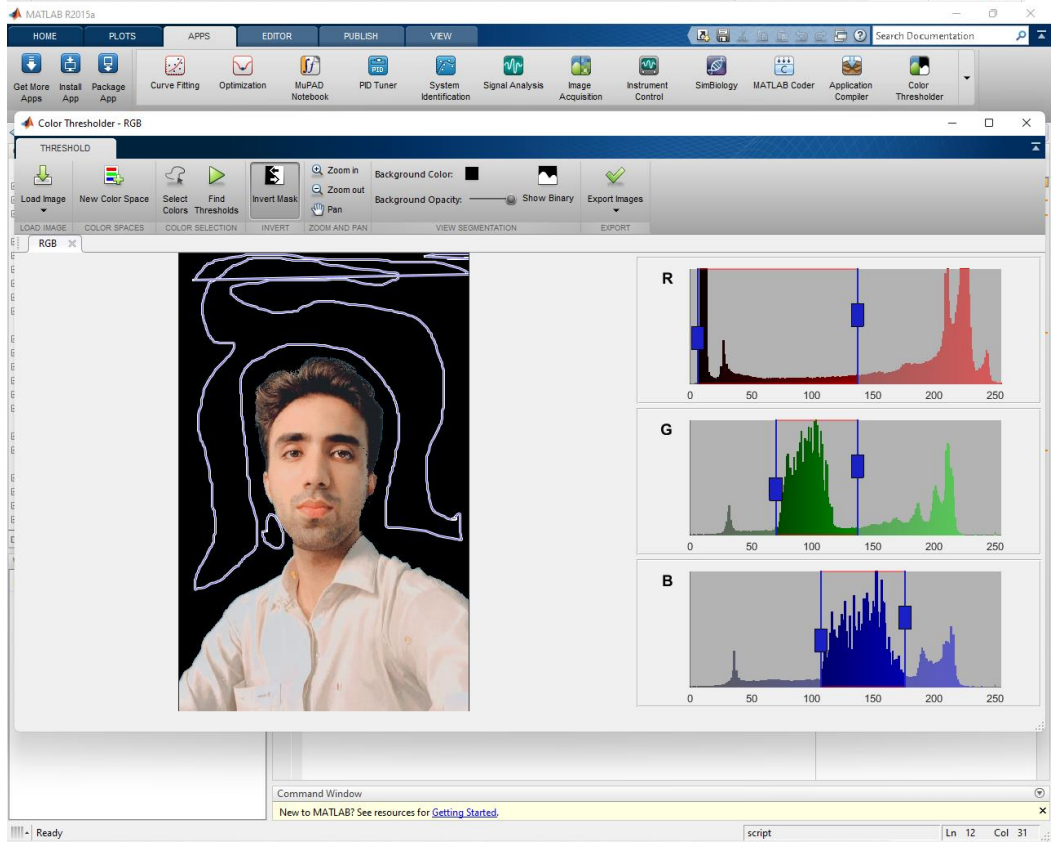 MATLAB R2015a
HOME PLOTS APPS EDITOR PUBLISH VIEW Search Documentation
Get More Apps Install App Package App Curve Fitting Optimization MuPAD Notebook PID Tuner System Identification Signal Analysis Image Acquisition Instrument Control SimBiology MATLAB Coder Application Compiler Color Thresholder
Color Thresholder - RGB
THRESHOLD
Load Image New Color Space Select Colors Find Thresholds Invert Mask
Zoom in
Zoom out
Pan
Background Color: Show Binary
Background Opacity:
Export Images
LOAD IMAGE COLOR SPACES COLOR SELECTION INVERT ZOOM AND PAN VIEW SEGMENTATION EXPORT
RGB
R
0 50 100 150 200 250
G
0 50 100 150 200 250
B
0 50 100 150 200 250
Command Window
New to MATLAB? See resources for Getting Started.
Ready script Ln 12 Col 31